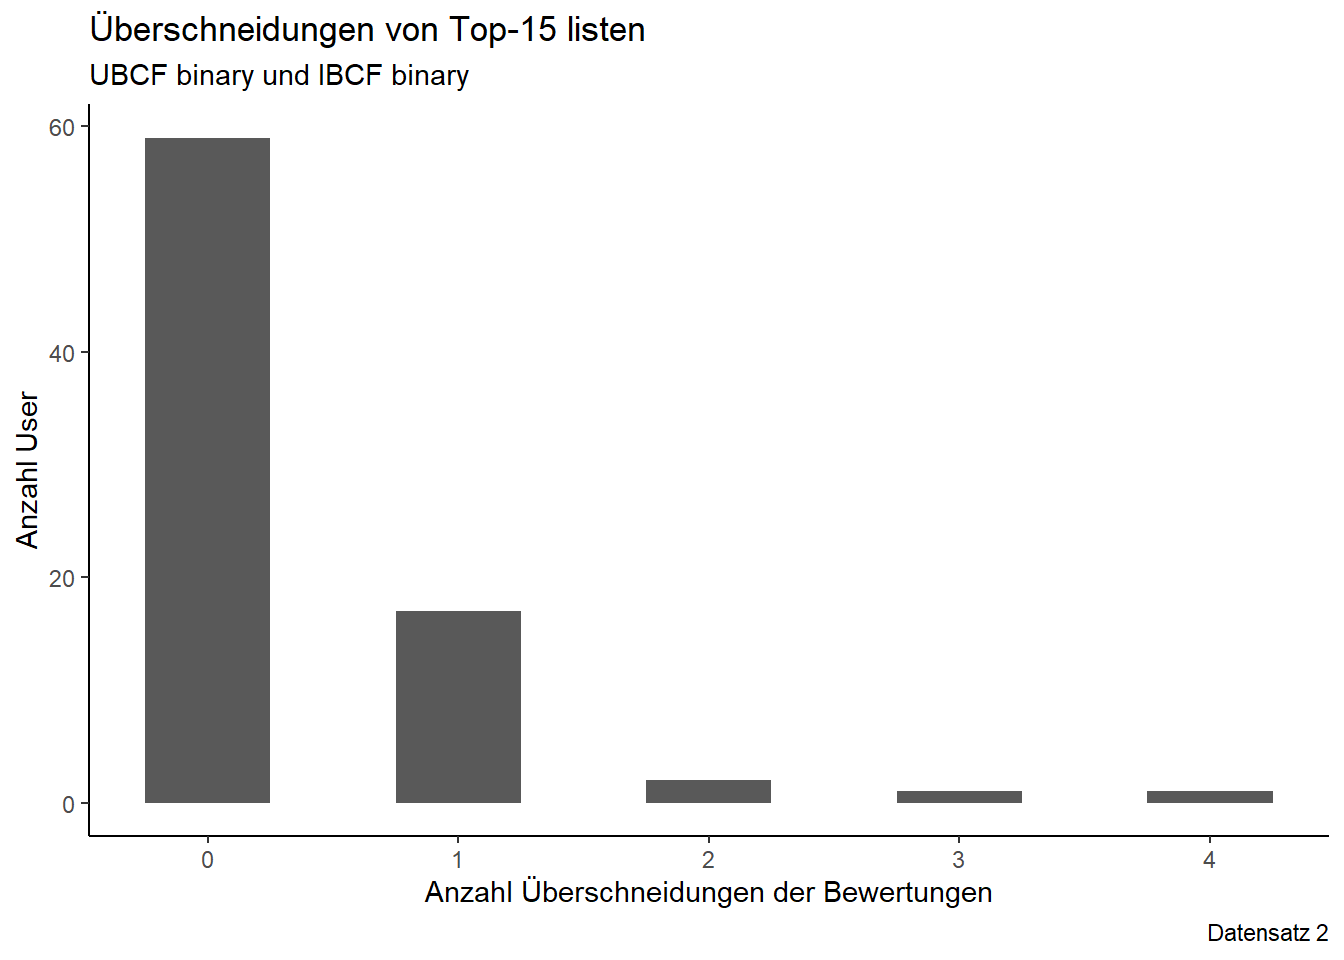 Überschneidungen von Top-15 listen
UBCF binary und IBCF binary
60
40
20
0
Anzahl User
0 1 2 3 4
Anzahl Überschneidungen der Bewertungen
Datensatz 2